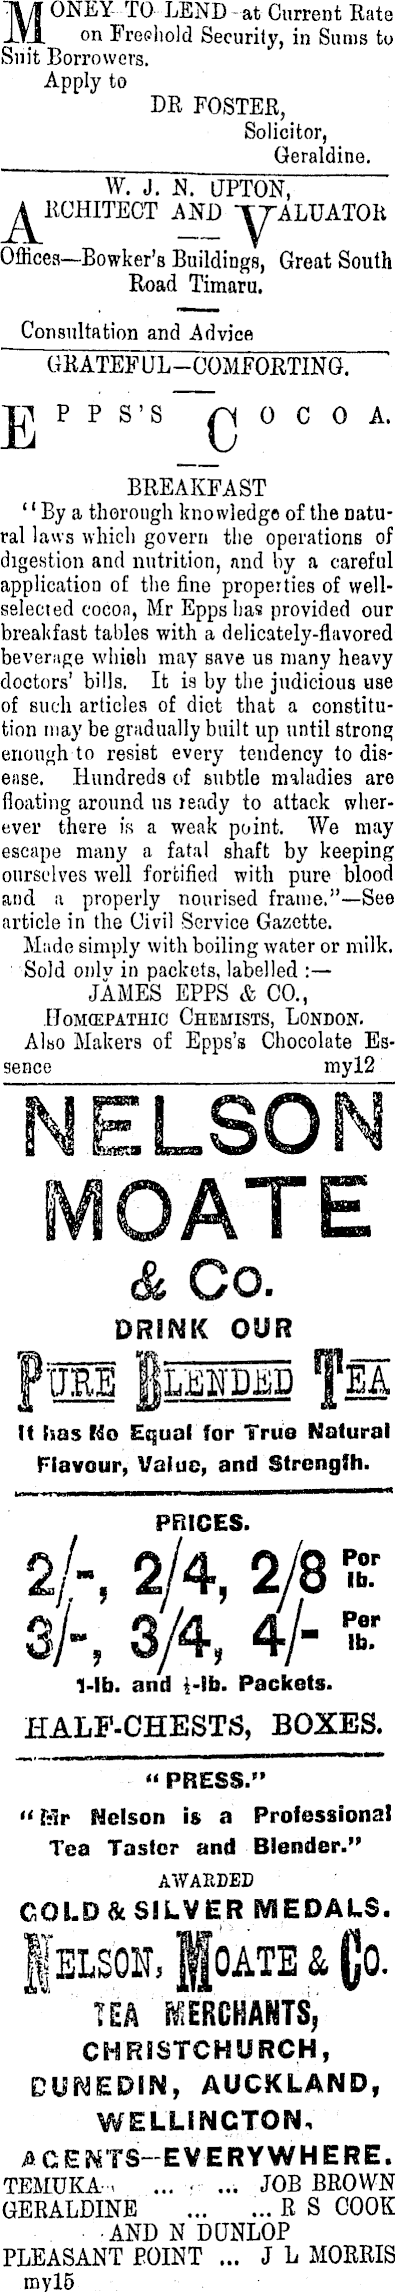 MONEY TO LEND at Current Rate
on Freehold Security, in Sums to
Suit Borrowers.
Apply to
DR FOSTER,
Solicitor,
Geraldine.
W. J. N. UPTON,
ARCHITECT AND VALUATOR
Offices—Bowker's Buildings, Great South
Road Timaru.
Consultation and Advice
GRATEFUL—COMFORTING.
EPPS'S COCOA.
BREAKFAST
"By a thorough knowledge of the natu-
ral laws which govern the operations of
digestion and nutrition, and by a careful
application of the fine properties of well-
selected cocoa, Mr Epps has provided our
breakfast tables with a delicately-flavored
beverage which may save us many heavy
doctors' bills. It is by the judicious use
of such articles of diet that a constitu-
tion may be gradually built up until strong
enough to resist every tendency to dis-
ease. Hundreds of subtle maladies are
floating around us ready to attack wher-
ever there is a weak point. We may
escape many a fatal shaft by keeping
ourselves well fortified with pure blood
and a properly nourised frame."—See
article in the Civil Service Gazette.
Made simply with boiling water or milk.
Sold only in packets, labelled :—
JAMES EPPS & CO.,
HOMŒPATHIC CHEMISTS, LONDON.
Also Makers of Epps's Chocolate Es-
sence my12
NELSON
MOATE
& Co.
DRINK OUR
PURE BLENDED TEA
It has No Equal for True Natural
Flavour, Value, and Strength.
PRICES.
2/-, 2/4, 2/8 Per lb.
3/-, 3/4, 4/- Per lb.
1-lb. and ½-lb. Packets.
HALF-CHESTS, BOXES.
"PRESS."
"Mr Nelson is a Professional
Tea Taster and Blender."
AWARDED
GOLD & SILVER MEDALS.
NELSON, MOATE & CO.
TEA MERCHANTS,
CHRISTCHURCH,
DUNEDIN, AUCKLAND,
WELLINGTON.
AGENTS—EVERYWHERE.
TEMUKA ... ... JOB BROWN
GERALDINE ... ... R S COOK
AND N DUNLOP
PLEASANT POINT ... J L MORRIS
my15